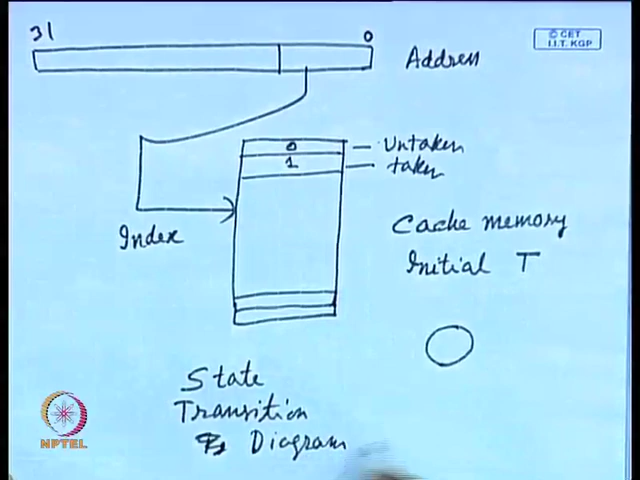 31
0
© CET
I.I.T. KGP
Address
0
Untaken
1
taken
Index
Cache memory
Initial T
State
Transition
Diagram
NPTEL